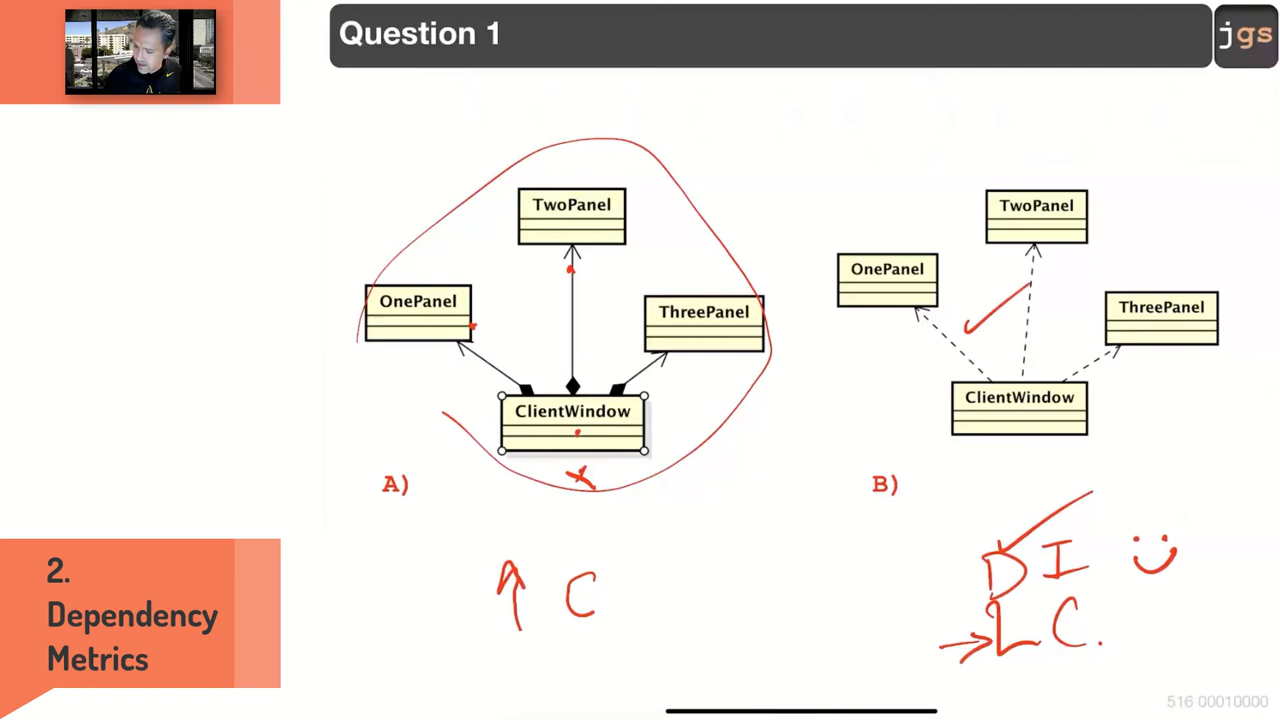 Question 1
jgs
TwoPanel
TwoPanel
OnePanel
OnePanel
ThreePanel
ThreePanel
ClientWindow
ClientWindow
A)
B)
2.
Dependency
Metrics
↑ C
DI
LC.
516 00010000